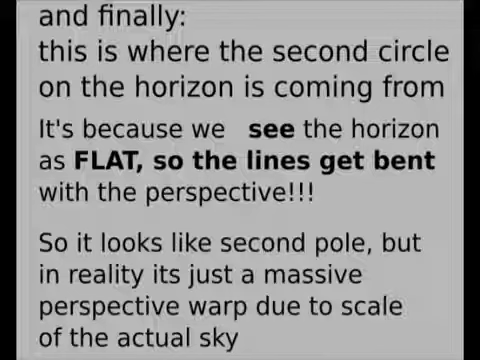 and finally:
this is where the second circle
on the horizon is coming from
It's because we see the horizon
as FLAT, so the lines get bent
with the perspective!!!
So it looks like second pole, but
in reality its just a massive
perspective warp due to scale
of the actual sky